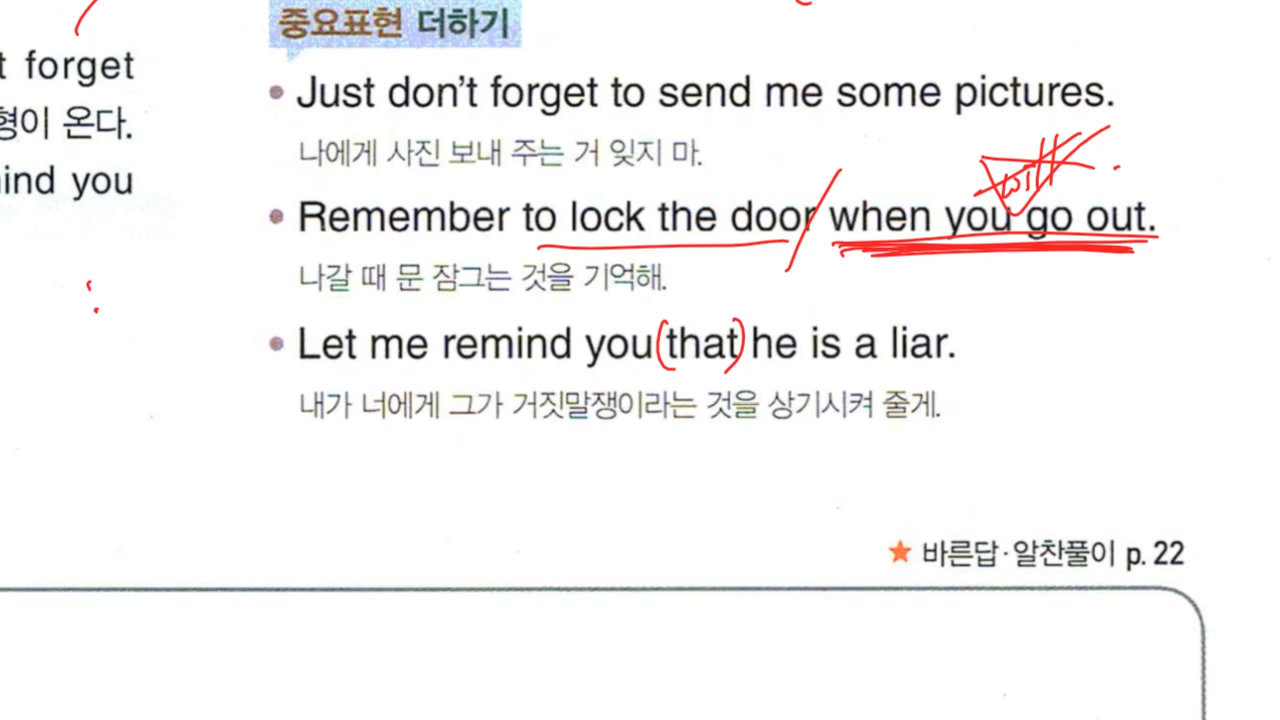 중요표현 더하기
t forget
• Just don't forget to send me some pictures.
형이 온다.
나에게 사진 보내 주는 거 잊지 마.
will
ind you
• Remember to lock the door / when you go out.
나갈 때 문 잠그는 것을 기억해.
• Let me remind you (that) he is a liar.
내가 너에게 그가 거짓말쟁이라는 것을 상기시켜 줄게.
★ 바른답·알찬풀이 p. 22